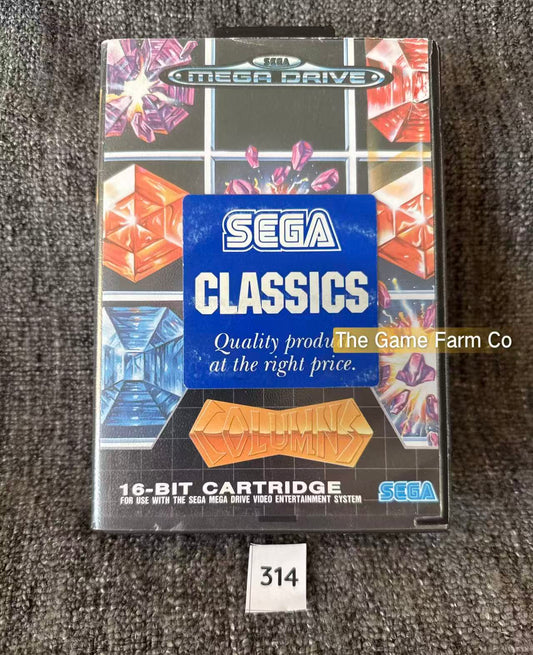 SEGA
MEGA DRIVE
SEGA
CLASSICS
Quality produ
at the right price.
The Game Farm Co
COLUMNS
16-BIT CARTRIDGE
FOR USE WITH THE SEGA MEGA DRIVE VIDEO ENTERTAINMENT SYSTEM
SEGA
314